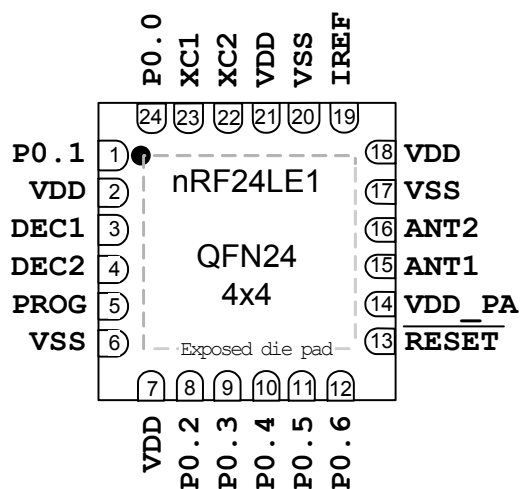 P0.0
XC1
XC2
VDD
VSS
IREF
24
23
22
21
20
19
P0.1 1
VDD 2
DEC1 3
DEC2 4
PROG 5
VSS 6
nRF24LE1
QFN24
4x4
Exposed die pad
18 VDD
17 VSS
16 ANT2
15 ANT1
14 VDD_PA
13 RESET
7
8
9
10
11
12
VDD
P0.2
P0.3
P0.4
P0.5
P0.6